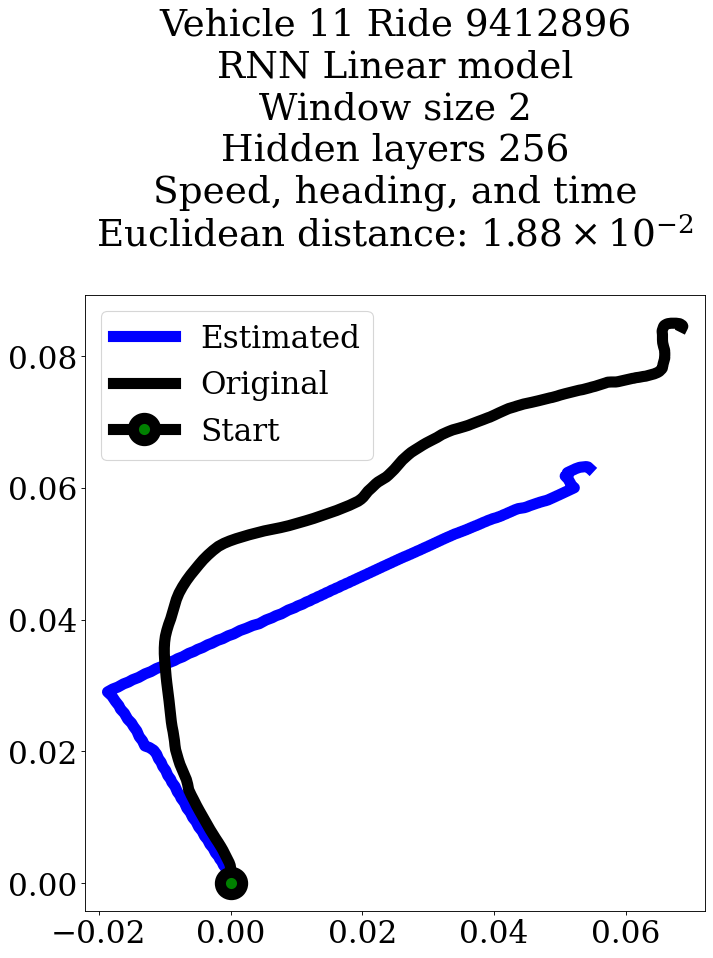 Vehicle 11 Ride 9412896
RNN Linear model
Window size 2
Hidden layers 256
Speed, heading, and time
Euclidean distance: 1.88 × 10⁻²
Estimated
Original
Start
0.08
0.06
0.04
0.02
0.00
−0.02 0.00 0.02 0.04 0.06